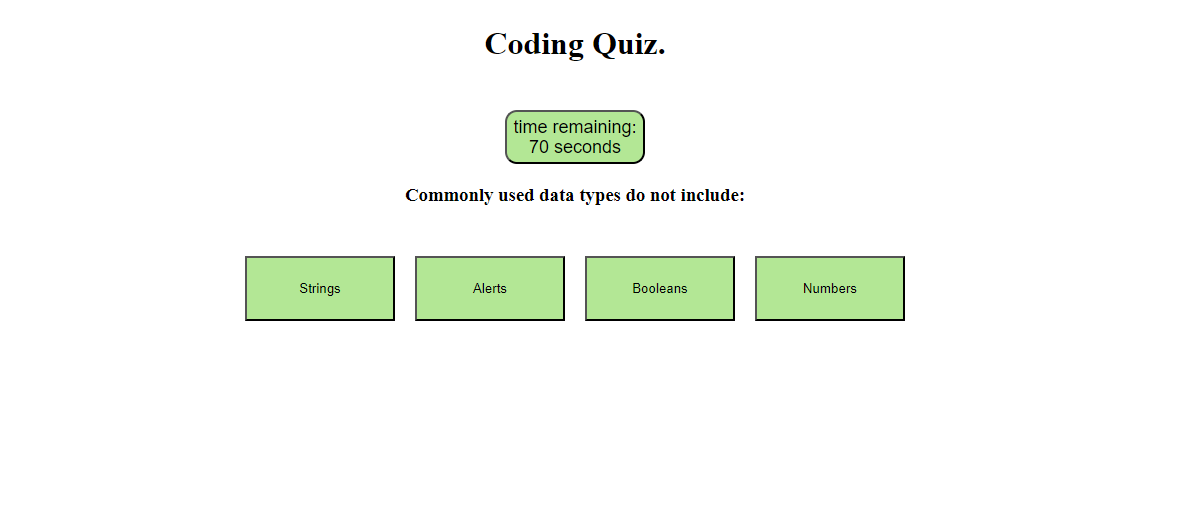 Coding Quiz.
time remaining:
70 seconds
Commonly used data types do not include:
Strings
Alerts
Booleans
Numbers